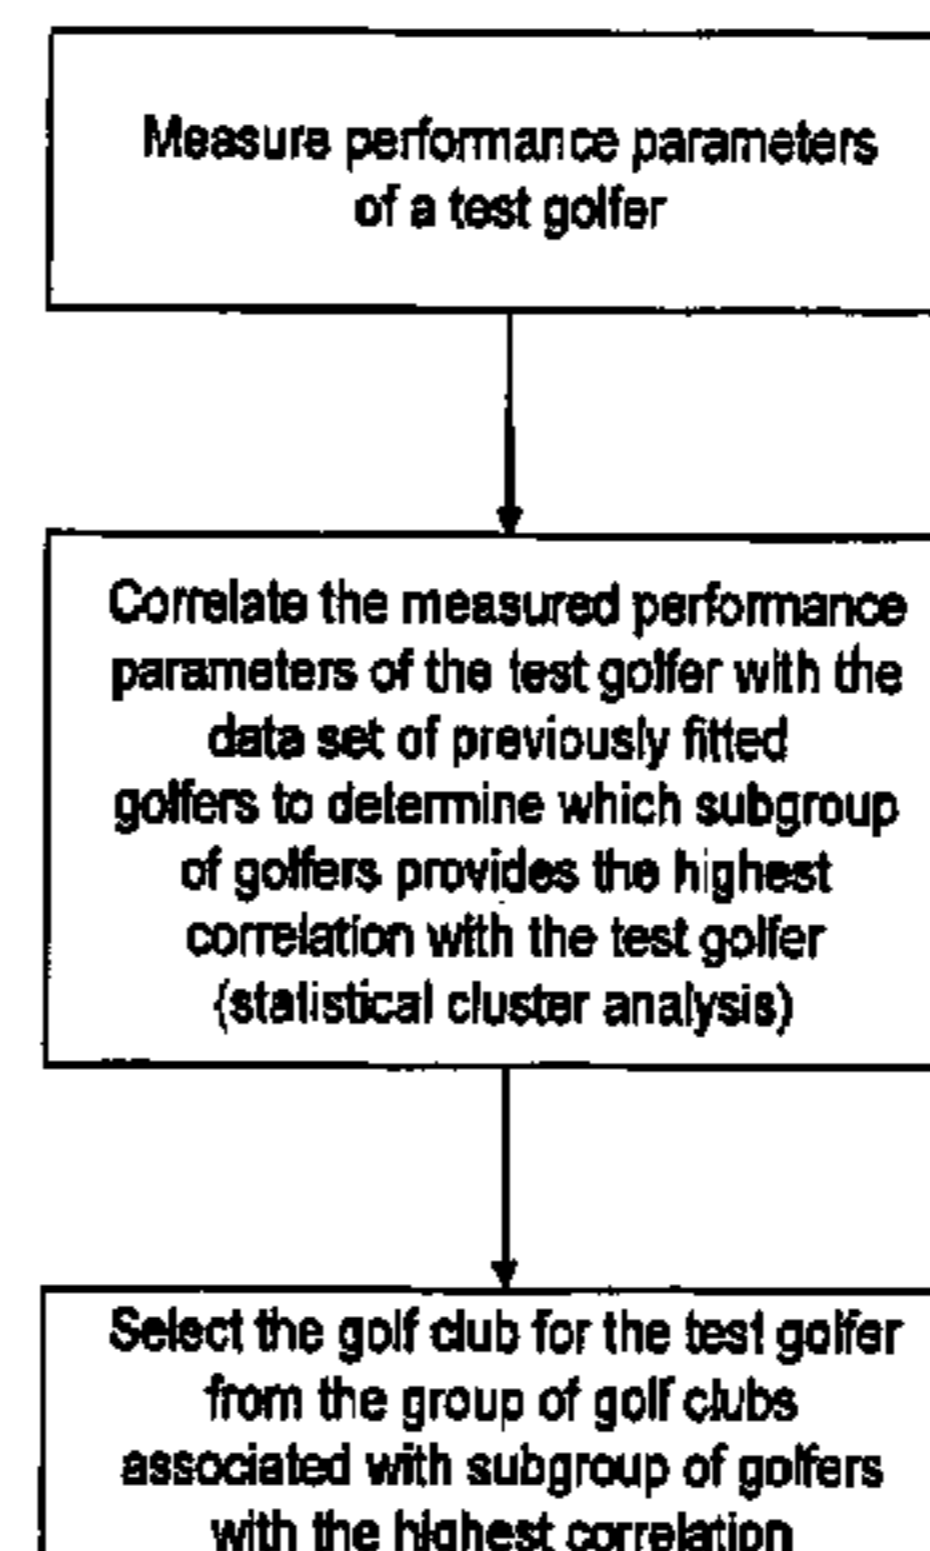 Measure performance parameters
of a test golfer
Correlate the measured performance
parameters of the test golfer with the
data set of previously fitted
golfers to determine which subgroup
of golfers provides the highest
correlation with the test golfer
(statistical cluster analysis)
Select the golf club for the test golfer
from the group of golf clubs
associated with subgroup of golfers
with the highest correlation